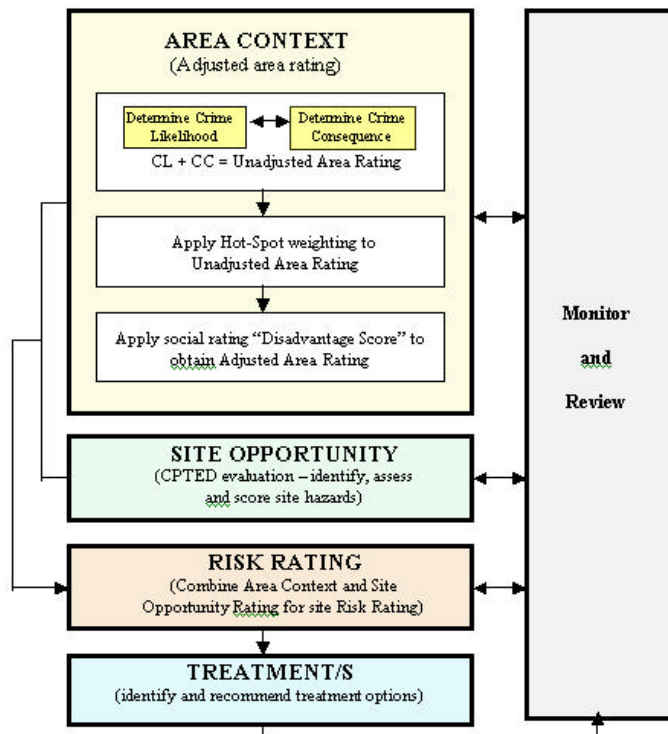 AREA CONTEXT
(Adjusted area rating)
Determine Crime
Likelihood
Determine Crime
Consequence
CL + CC = Unadjusted Area Rating
Apply Hot-Spot weighting to
Unadjusted Area Rating
Apply social rating “Disadvantage Score” to
obtain Adjusted Area Rating
SITE OPPORTUNITY
(CPTED evaluation – identify, assess
and score site hazards)
RISK RATING
(Combine Area Context and Site
Opportunity Rating for site Risk Rating)
TREATMENT/S
(identify and recommend treatment options)
Monitor
and
Review